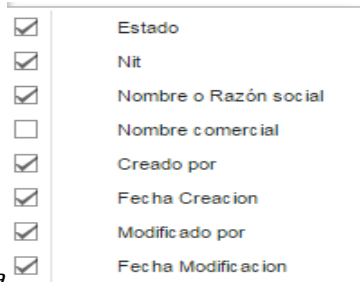 Estado
Nit
Nombre o Razón social
Nombre comercial
Creado por
Fecha Creacion
Modificado por
Fecha Modificacion